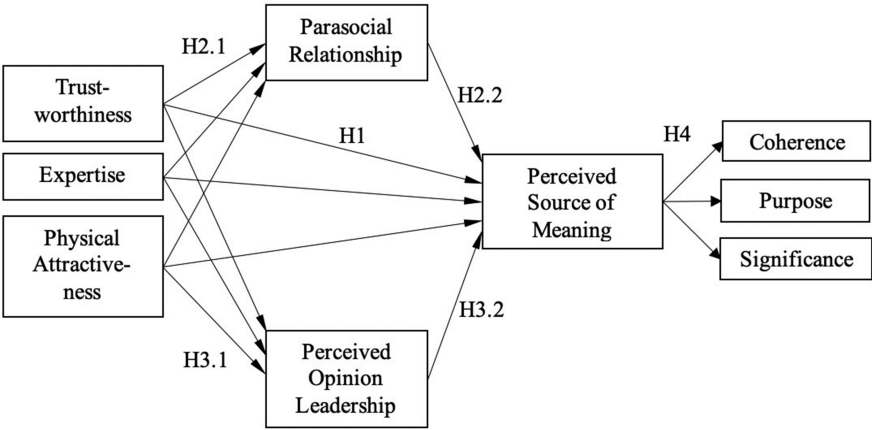 Parasocial
Relationship
H2.1
Trust-
worthiness
H2.2
H1
H4
Coherence
Expertise
Perceived
Source of
Meaning
Purpose
Physical
Attractive-
ness
Significance
H3.2
H3.1
Perceived
Opinion
Leadership